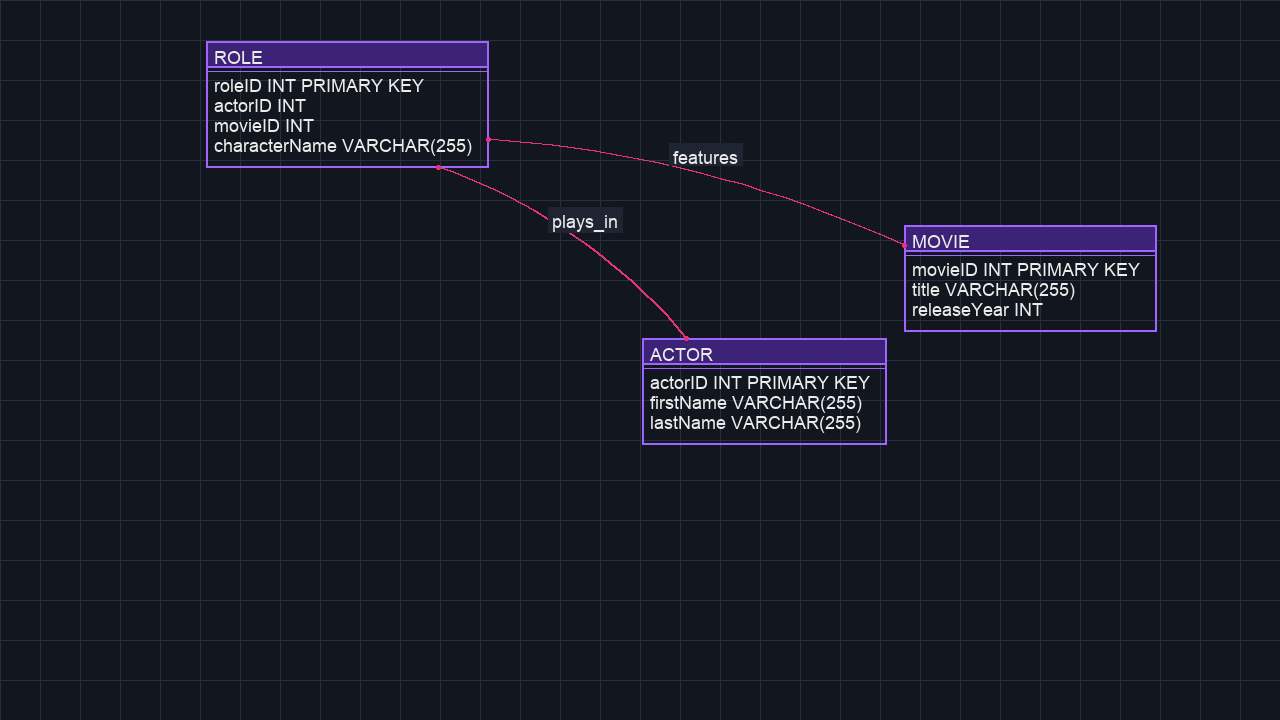 ROLE
roleID INT PRIMARY KEY
actorID INT
movieID INT
characterName VARCHAR(255)
features
plays_in
MOVIE
movieID INT PRIMARY KEY
title VARCHAR(255)
releaseYear INT
ACTOR
actorID INT PRIMARY KEY
firstName VARCHAR(255)
lastName VARCHAR(255)